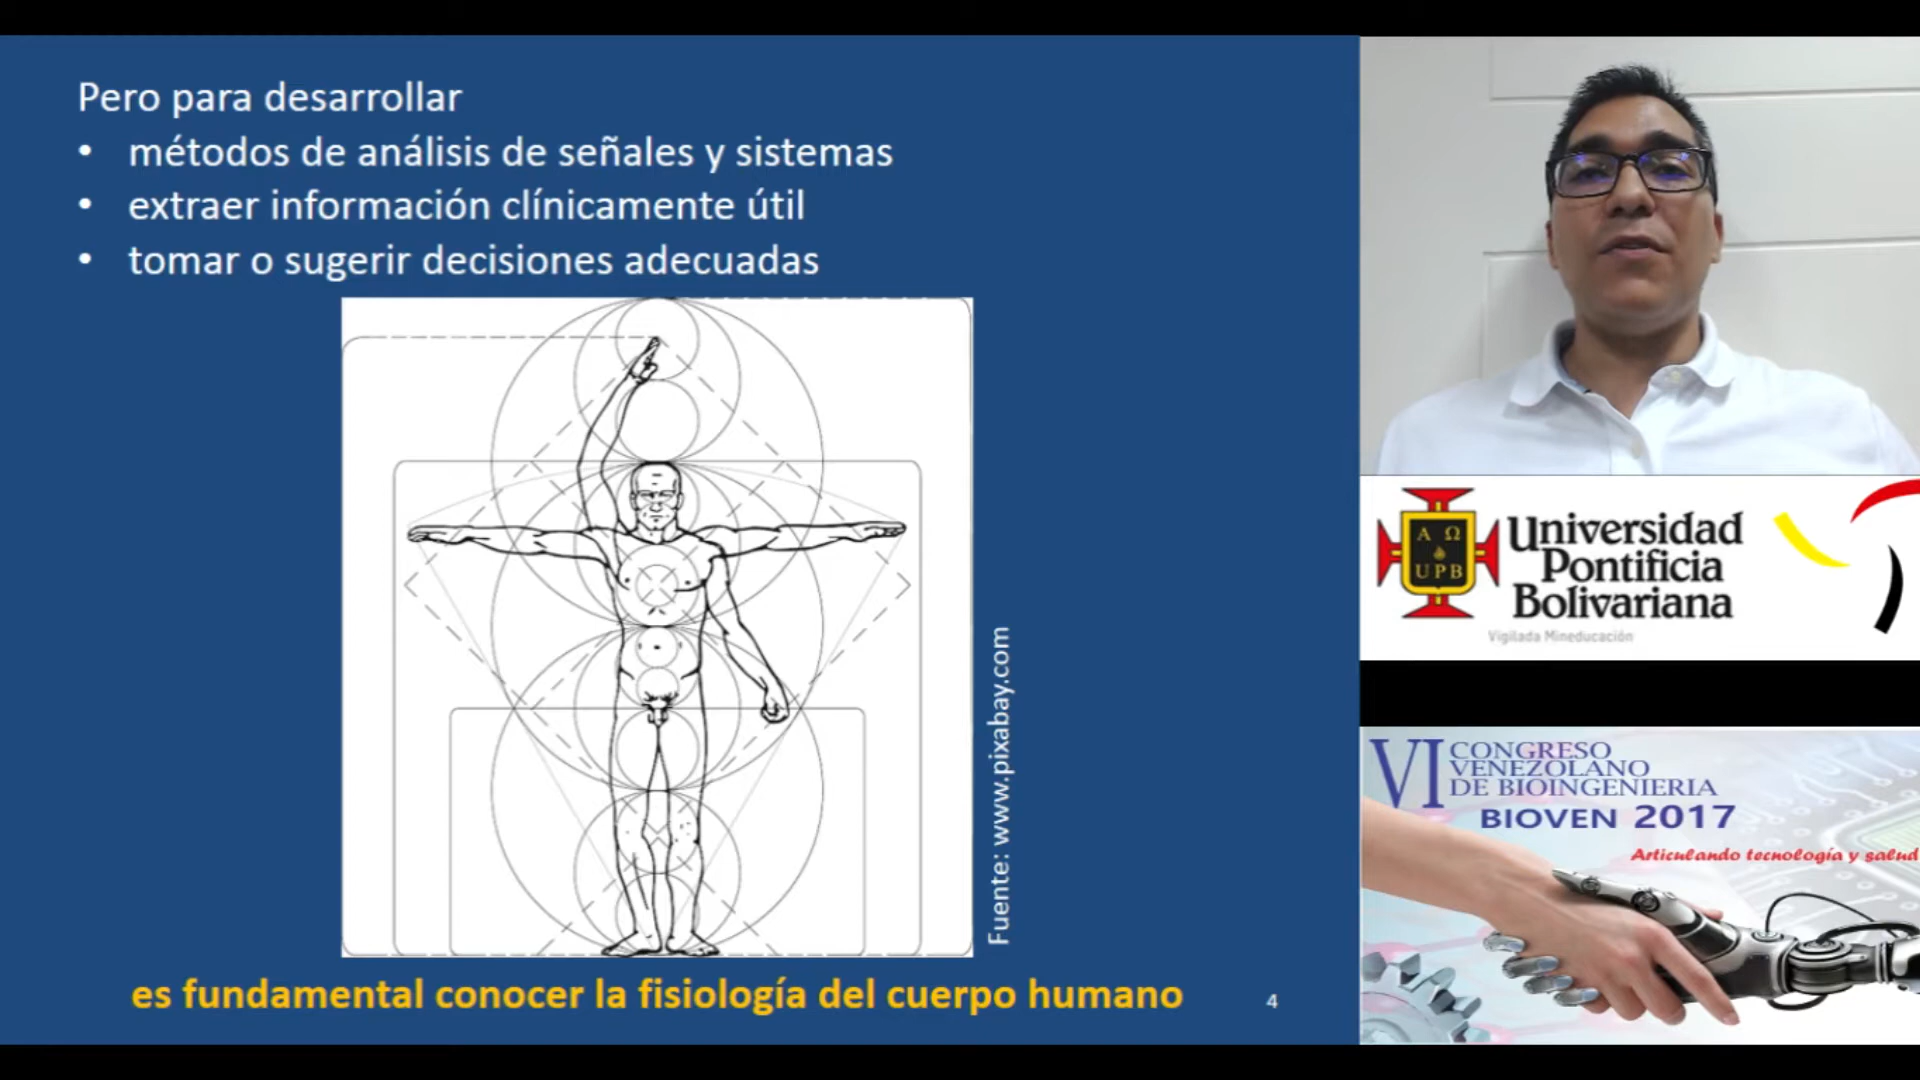 Pero para desarrollar
• métodos de análisis de señales y sistemas
• extraer información clínicamente útil
• tomar o sugerir decisiones adecuadas
Fuente: www.pixabay.com
es fundamental conocer la fisiología del cuerpo humano
4
Α Ω
UPB
Universidad
Pontificia
Bolivariana
Vigilada Mineducación
VI CONGRESO
VENEZOLANO
DE BIOINGENIERIA
BIOVEN 2017
Articulando tecnología y salud